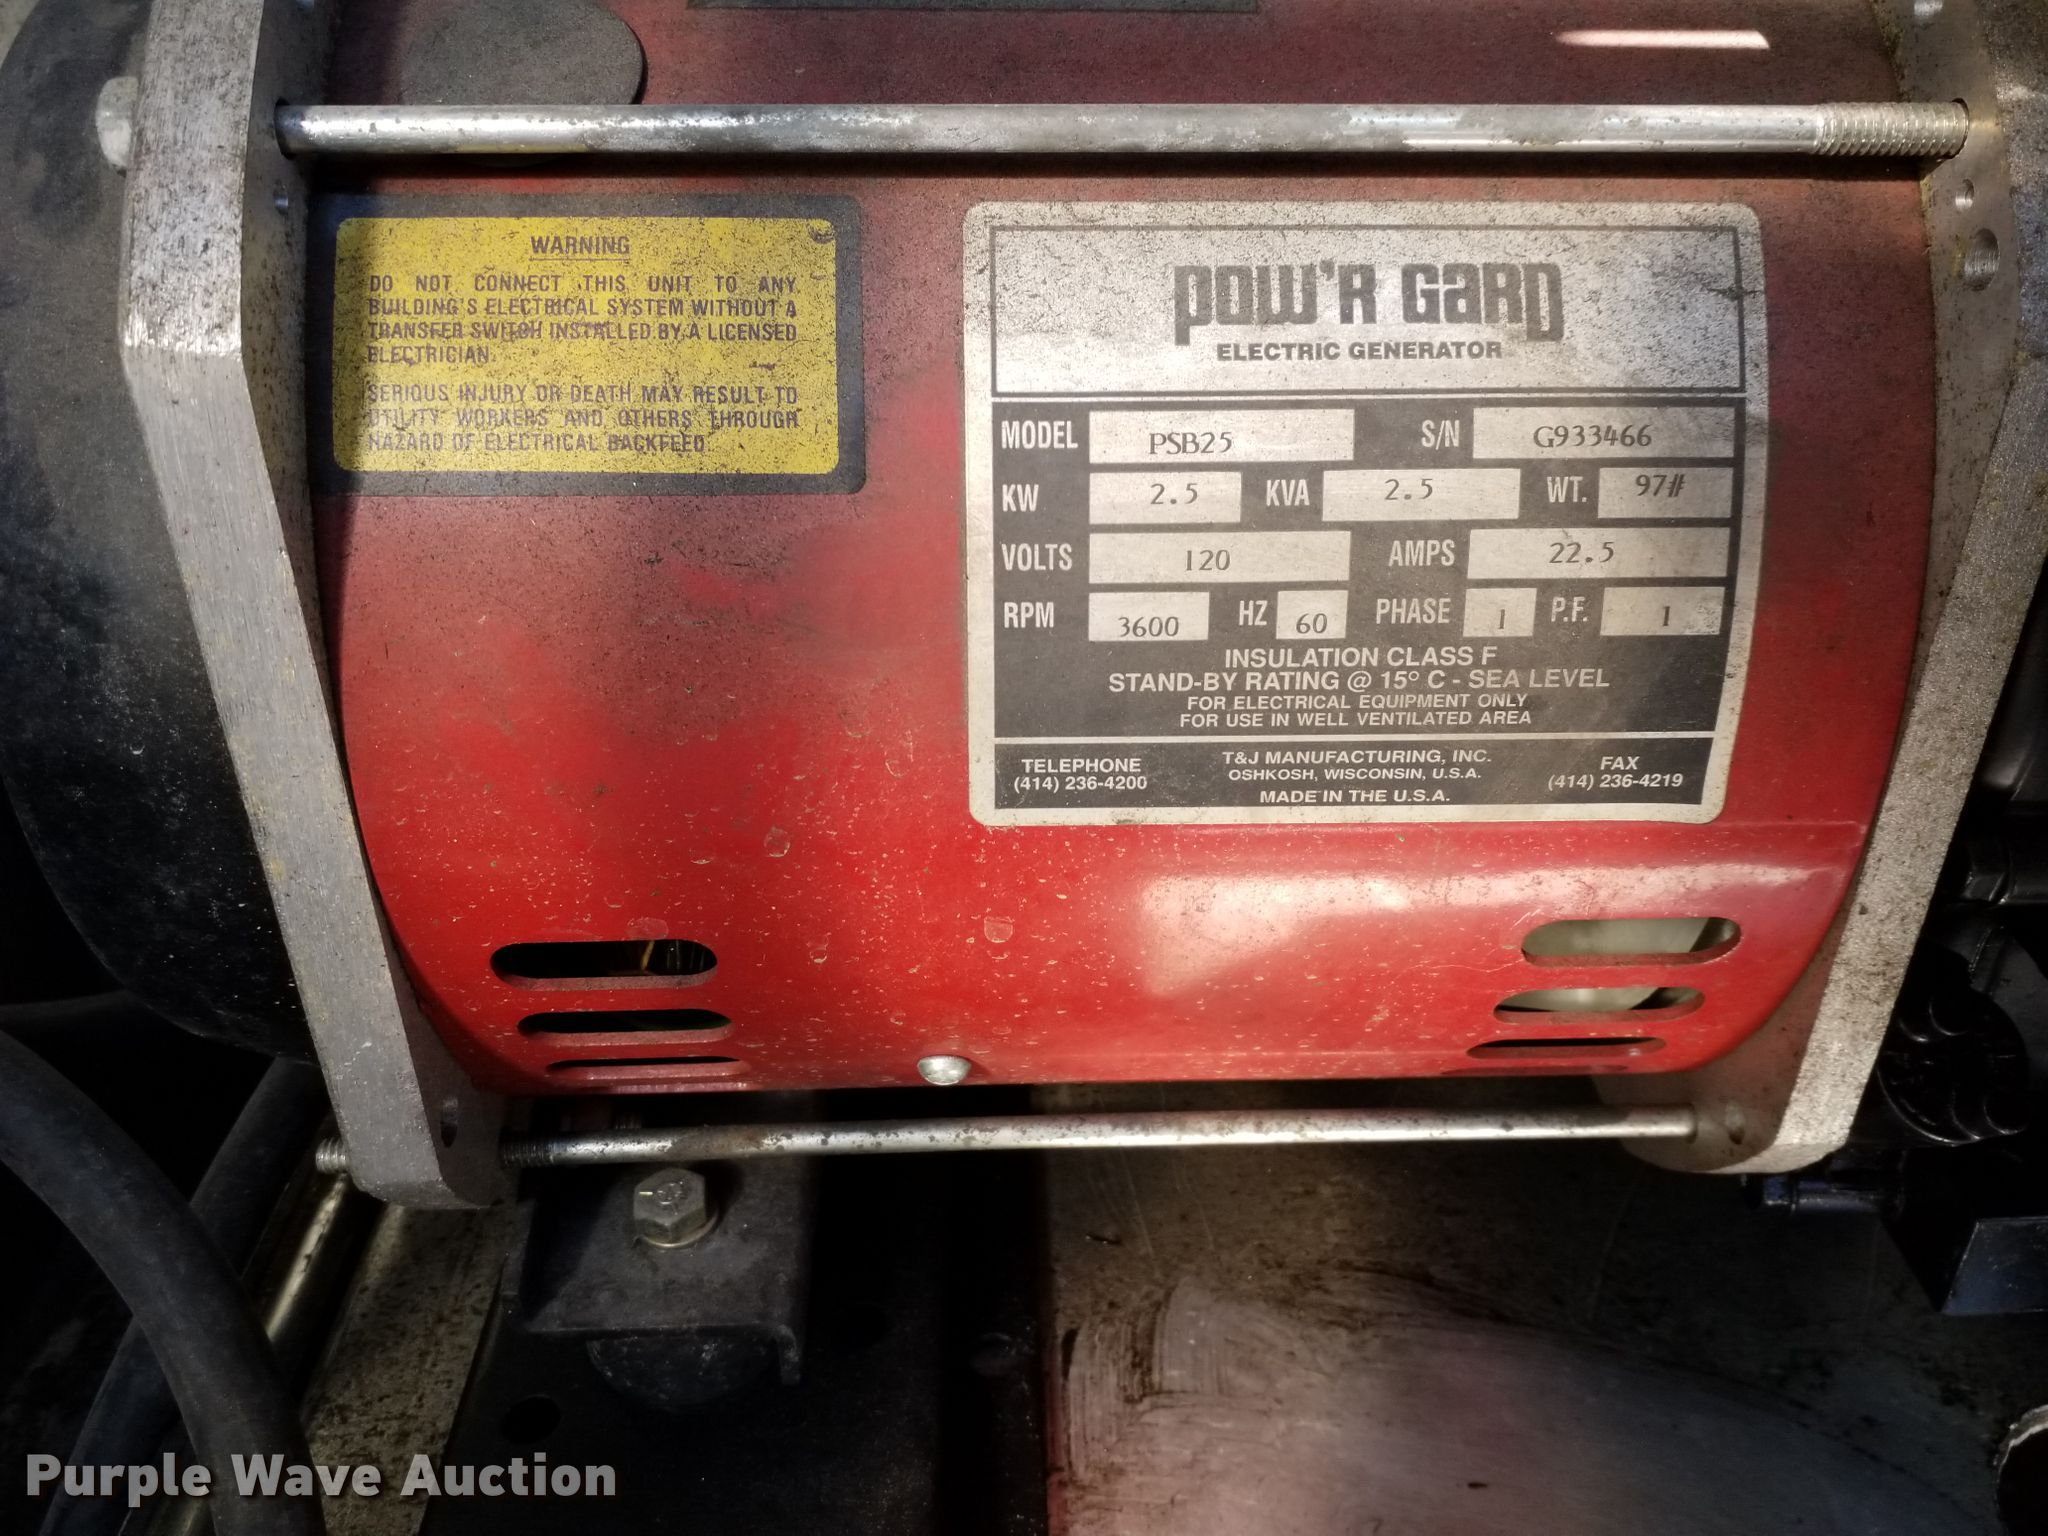 WARNING
DO NOT CONNECT THIS UNIT TO ANY
BUILDING'S ELECTRICAL SYSTEM WITHOUT A
TRANSFER SWITCH INSTALLED BY A LICENSED
ELECTRICIAN.
SERIOUS INJURY OR DEATH MAY RESULT TO
UTILITY WORKERS AND OTHERS THROUGH
HAZARD OF ELECTRICAL BACKFEED
POW'R GARD
ELECTRIC GENERATOR
MODEL PSB25 S/N G933466
KW 2.5 KVA 2.5 WT. 97#
VOLTS 120 AMPS 22.5
RPM 3600 HZ 60 PHASE 1 P.F. 1
INSULATION CLASS F
STAND-BY RATING @ 15° C - SEA LEVEL
FOR ELECTRICAL EQUIPMENT ONLY
FOR USE IN WELL VENTILATED AREA
TELEPHONE
(414) 236-4200
T&J MANUFACTURING, INC.
OSHKOSH, WISCONSIN, U.S.A.
MADE IN THE U.S.A.
FAX
(414) 236-4219
Purple Wave Auction